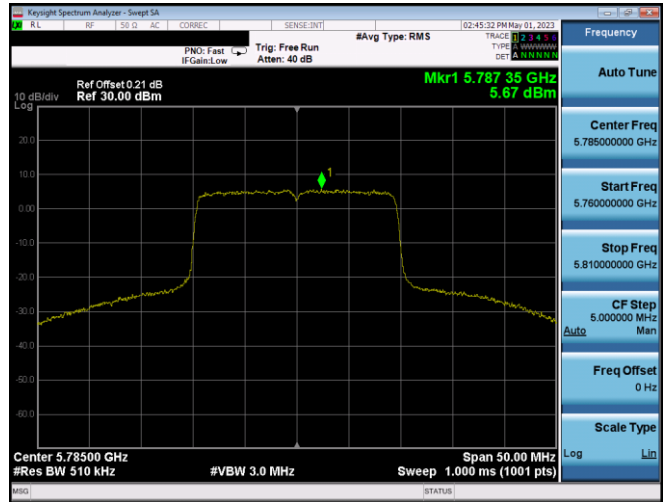 Keysight Spectrum Analyzer - Swept SA
RL RF 50 Ω AC CORREC SENSE:INT 02:45:32 PM May 01, 2023
#Avg Type: RMS
TRACE 1 2 3 4 5 6
PNO: Fast Trig: Free Run
TYPE A WWWWW
IFGain:Low Atten: 40 dB
DET A N N N N N
Ref Offset 0.21 dB
10 dB/div Ref 30.00 dBm
Log
Mkr1 5.787 35 GHz
5.67 dBm
1
20.0
10.0
0.00
-10.0
-20.0
-30.0
-40.0
-50.0
-60.0
Center 5.78500 GHz Span 50.00 MHz
#Res BW 510 kHz #VBW 3.0 MHz Sweep 1.000 ms (1001 pts)
MSG STATUS
Frequency
Auto Tune
Center Freq
5.785000000 GHz
Start Freq
5.760000000 GHz
Stop Freq
5.810000000 GHz
CF Step
5.000000 MHz
Auto Man
Freq Offset
0 Hz
Scale Type
Log Lin